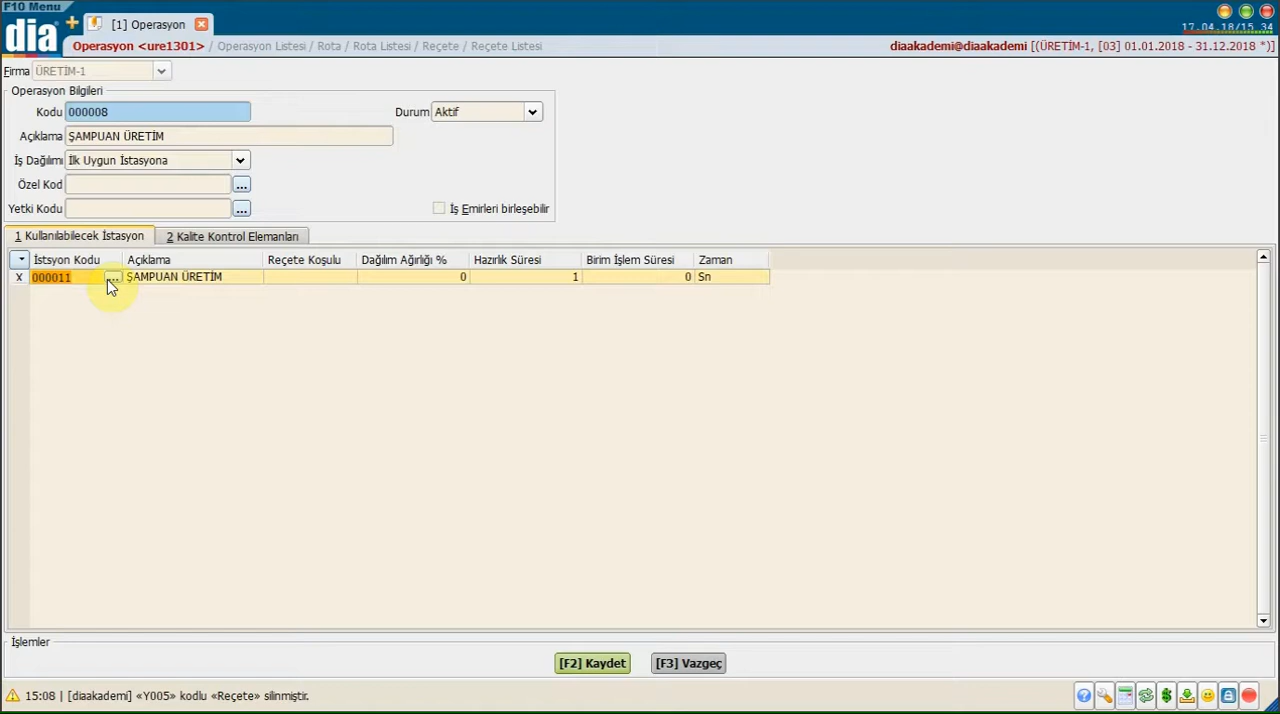 F10 Menu
dia
[1] Operasyon
17.04.18/15 34
Operasyon <ure1301> / Operasyon Listesi / Rota / Rota Listesi / Reçete / Reçete Listesi
diaakademi@diaakademi [(ÜRETİM-1, [03] 01.01.2018 - 31.12.2018 *)]
Firma ÜRETİM-1
Operasyon Bilgileri
Kodu 000008 Durum Aktif
Açıklama ŞAMPUAN ÜRETİM
İş Dağılımı İlk Uygun İstasyona
Özel Kod ...
Yetki Kodu ... İş Emirleri birleşebilir
1 Kullanılabilecek İstasyon 2 Kalite Kontrol Elemanları
İstsyon Kodu Açıklama Reçete Koşulu Dağılım Ağırlığı % Hazırlık Süresi Birim İşlem Süresi Zaman
X 000011 ... ŞAMPUAN ÜRETİM 0 1 0 Sn
İşlemler
[F2] Kaydet [F3] Vazgeç
15:08 | [diaakademi] «Y005» kodlu «Reçete» silinmiştir.